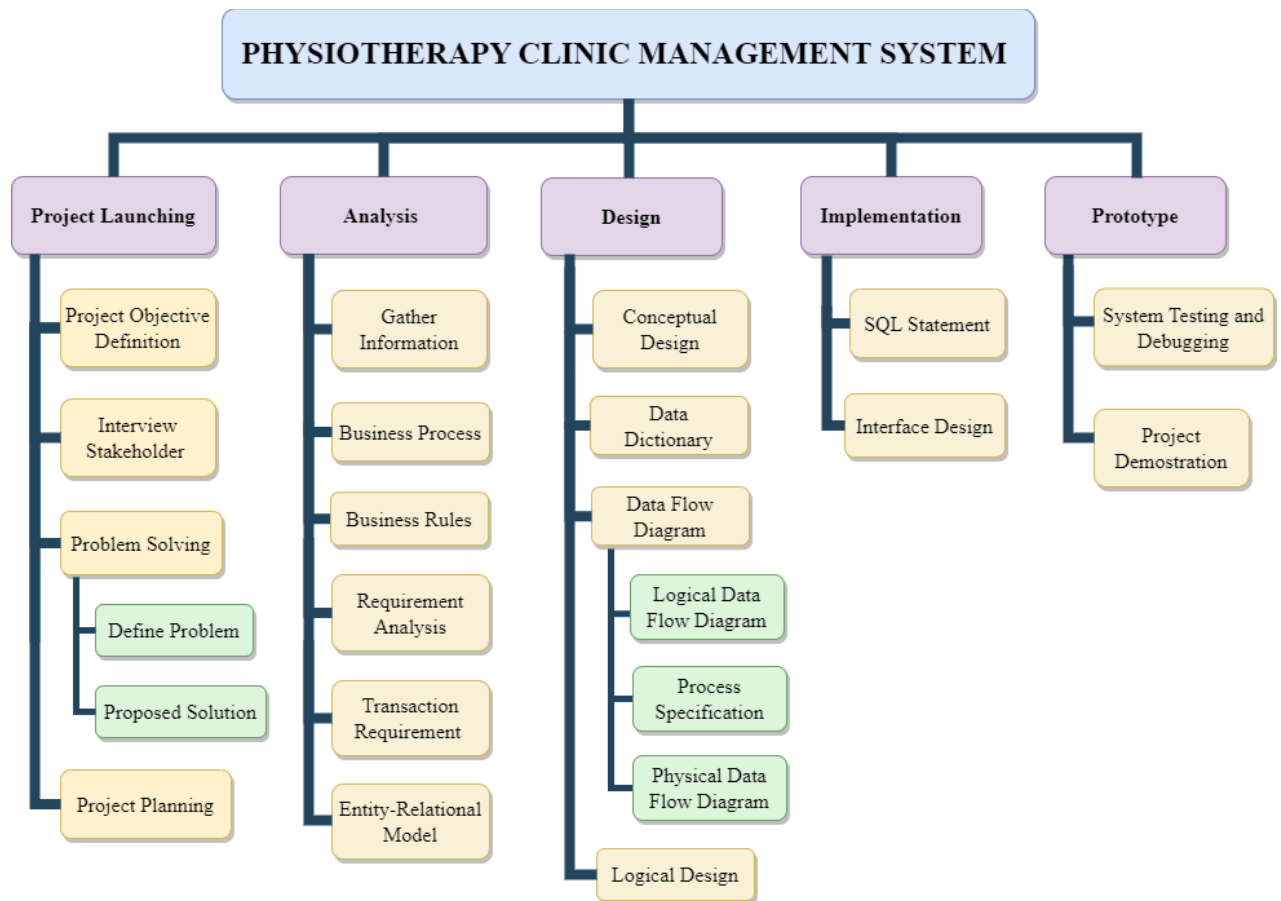 PHYSIOTHERAPY CLINIC MANAGEMENT SYSTEM
Project Launching
Project Objective
Definition
Interview
Stakeholder
Problem Solving
Define Problem
Proposed Solution
Project Planning
Analysis
Gather
Information
Business Process
Business Rules
Requirement
Analysis
Transaction
Requirement
Entity-Relational
Model
Design
Conceptual
Design
Data
Dictionary
Data Flow
Diagram
Logical Data
Flow Diagram
Process
Specification
Physical Data
Flow Diagram
Logical Design
Implementation
SQL Statement
Interface Design
Prototype
System Testing and
Debugging
Project
Demostration